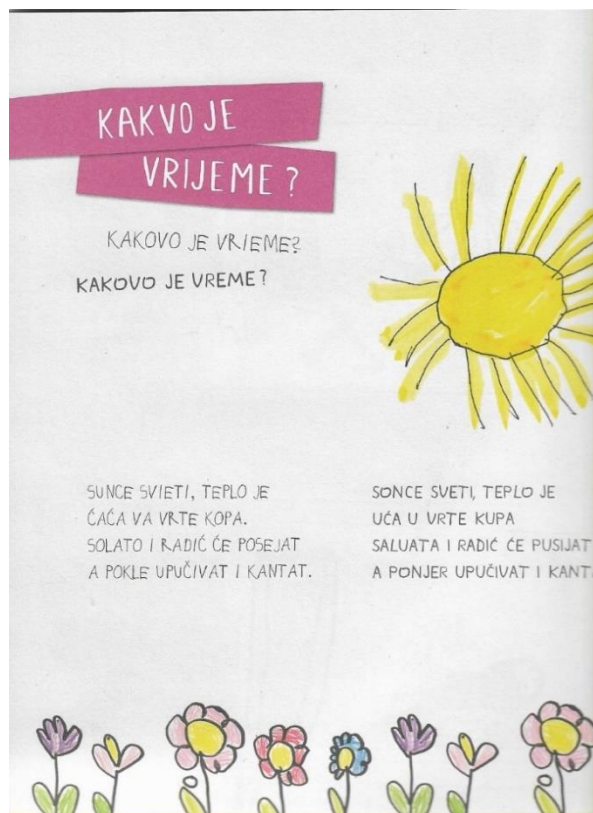 KAKVO JE
VRIJEME?
KAKOVO JE VRIEME?
KAKOVO JE VREME?
SUNCE SVIETI, TEPLO JE
ĆAĆA VA VRTE KOPA.
SOLATO I RADIĆ ĆE POSEJAT
A POKLE UPUČIVAT I KANTAT.
SONCE SVETI, TEPLO JE
UĆA U VRTE KUPA
SALUATA I RADIĆ ĆE PUSIJAT
A PONJER UPUČIVAT I KANT